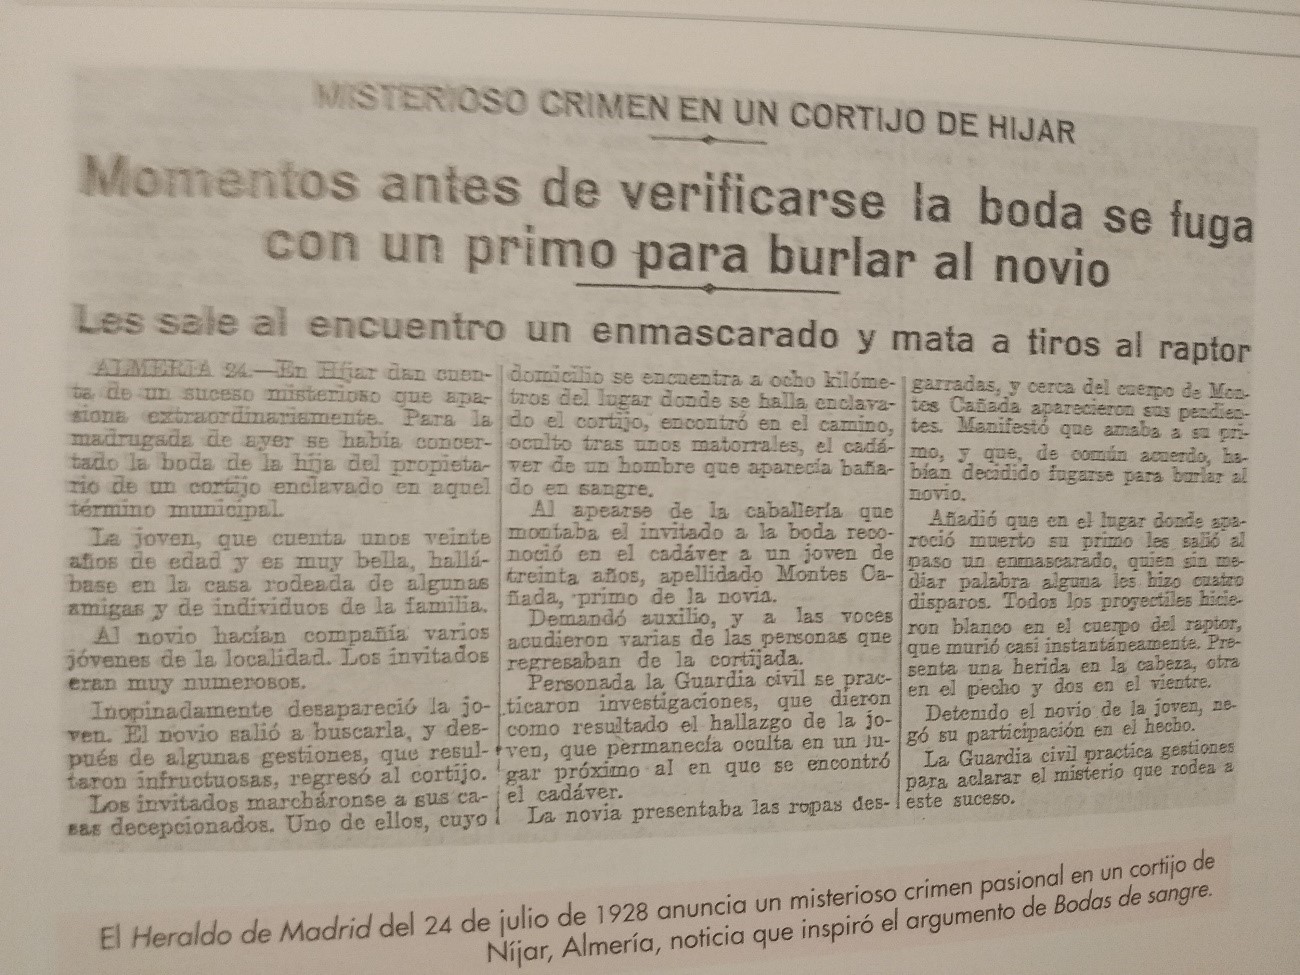 MISTERIOSO CRIMEN EN UN CORTIJO DE HIJAR
Momentos antes de verificarse la boda se fuga
con un primo para burlar al novio
Les sale al encuentro un enmascarado y mata a tiros al raptor
ALMERIA 24.—En Híjar dan cuen-
ta de un suceso misterioso que apa-
siona extraordinariamente. Para la
madrugada de ayer se había concer-
tado la boda de la hija del propieta-
rio de un cortijo enclavado en aquel
término municipal.
La joven, que cuenta unos veinte
años de edad y es muy bella, hallá-
base en la casa rodeada de algunas
amigas y de individuos de la familia.
Al novio hacían compañía varios
jóvenes de la localidad. Los invitados
eran muy numerosos.
Inopinadamente desapareció la jo-
ven. El novio salió a buscarla, y des-
pués de algunas gestiones, que resul-
taron infructuosas, regresó al cortijo.
Los invitados marcháronse a sus ca-
sas decepcionados. Uno de ellos, cuyo
domicilio se encuentra a ocho kilóme-
tros del lugar donde se halla enclava-
do el cortijo, encontró en el camino,
oculto tras unos matorrales, el cadá-
ver de un hombre que aparecía baña-
do en sangre.
Al apearse de la caballería que
montaba el invitado a la boda reco-
noció en el cadáver a un joven de
treinta años, apellidado Montes Ca-
ñada, primo de la novia.
Demandó auxilio, y a las voces
acudieron varias de las personas que
regresaban de la cortijada.
Personada la Guardia civil se prac-
ticaron investigaciones, que dieron
como resultado el hallazgo de la jo-
ven, que permanecía oculta en un lu-
gar próximo al en que se encontró
el cadáver.
La novia presentaba las ropas des-
garradas, y cerca del cuerpo de Mon-
tes Cañada aparecieron sus pendien-
tes. Manifestó que amaba a su pri-
mo, y que, de común acuerdo, ha-
bían decidido fugarse para burlar al
novio.
Añadió que en el lugar donde apa-
roció muerto su primo les salió al
paso un enmascarado, quien sin me-
diar palabra alguna les hizo cuatro
disparos. Todos los proyectiles hicie-
ron blanco en el cuerpo del raptor,
que murió casi instantáneamente. Pre-
senta una herida en la cabeza, otra
en el pecho y dos en el vientre.
Detenido el novio de la joven, ne-
gó su participación en el hecho.
La Guardia civil practica gestiones
para aclarar el misterio que rodea a
este suceso.
El Heraldo de Madrid del 24 de julio de 1928 anuncia un misterioso crimen pasional en un cortijo de
Níjar, Almería, noticia que inspiró el argumento de Bodas de sangre.